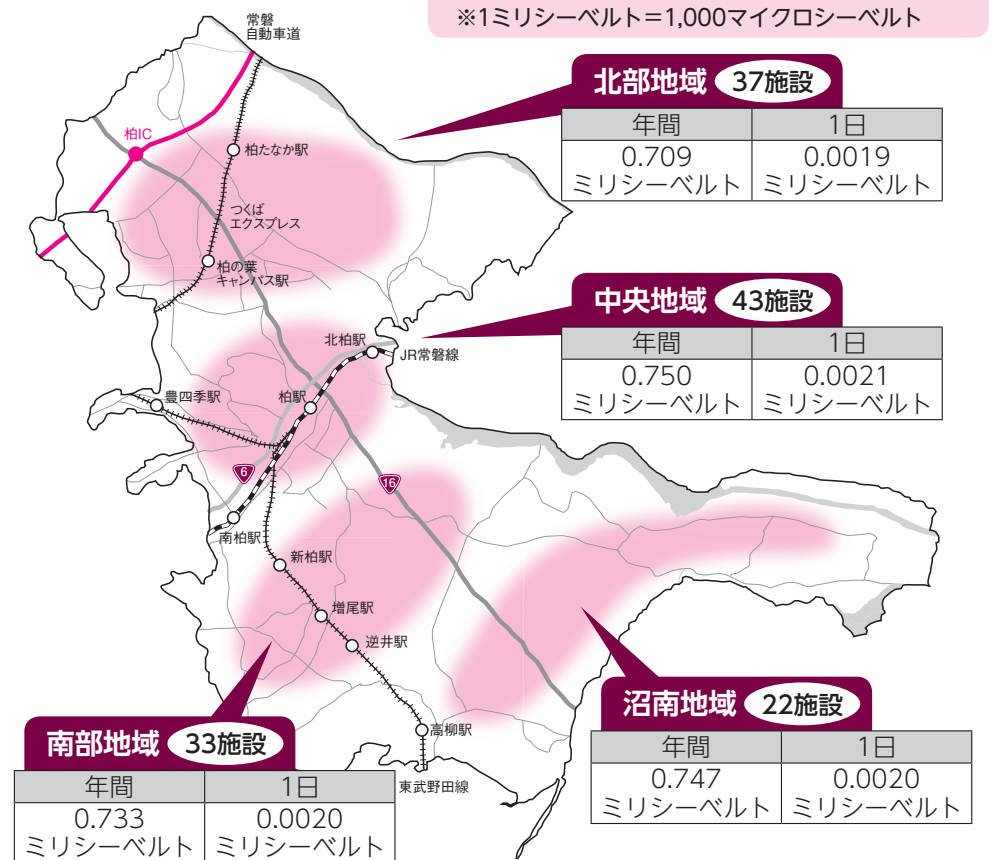 ※1ミリシーベルト＝1,000マイクロシーベルト
常磐
自動車道
北部地域 37施設
年間 1日
0.709 0.0019
ミリシーベルト ミリシーベルト
柏IC
柏たなか駅
つくば
エクスプレス
柏の葉
キャンパス駅
中央地域 43施設
年間 1日
0.750 0.0021
ミリシーベルト ミリシーベルト
北柏駅
JR常磐線
豊四季駅
柏駅
6
16
南柏駅
新柏駅
増尾駅
逆井駅
沼南地域 22施設
年間 1日
0.747 0.0020
ミリシーベルト ミリシーベルト
高柳駅
東武野田線
南部地域 33施設
年間 1日
0.733 0.0020
ミリシーベルト ミリシーベルト